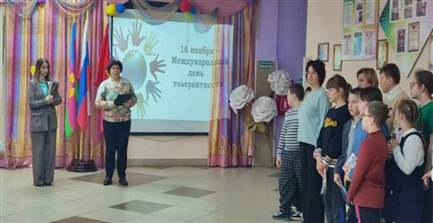 16 ноября
Международный
день
толерантности